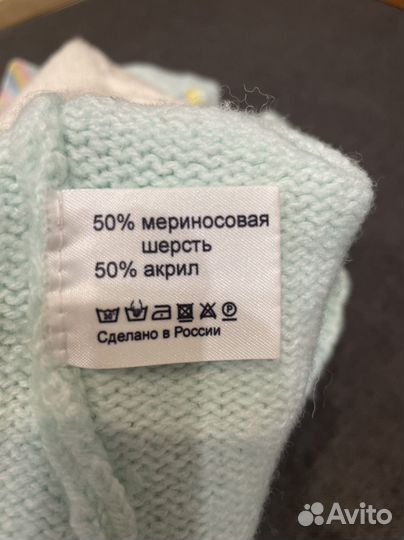 50% мериносовая
шерсть
50% акрил
Сделано в России
Avito